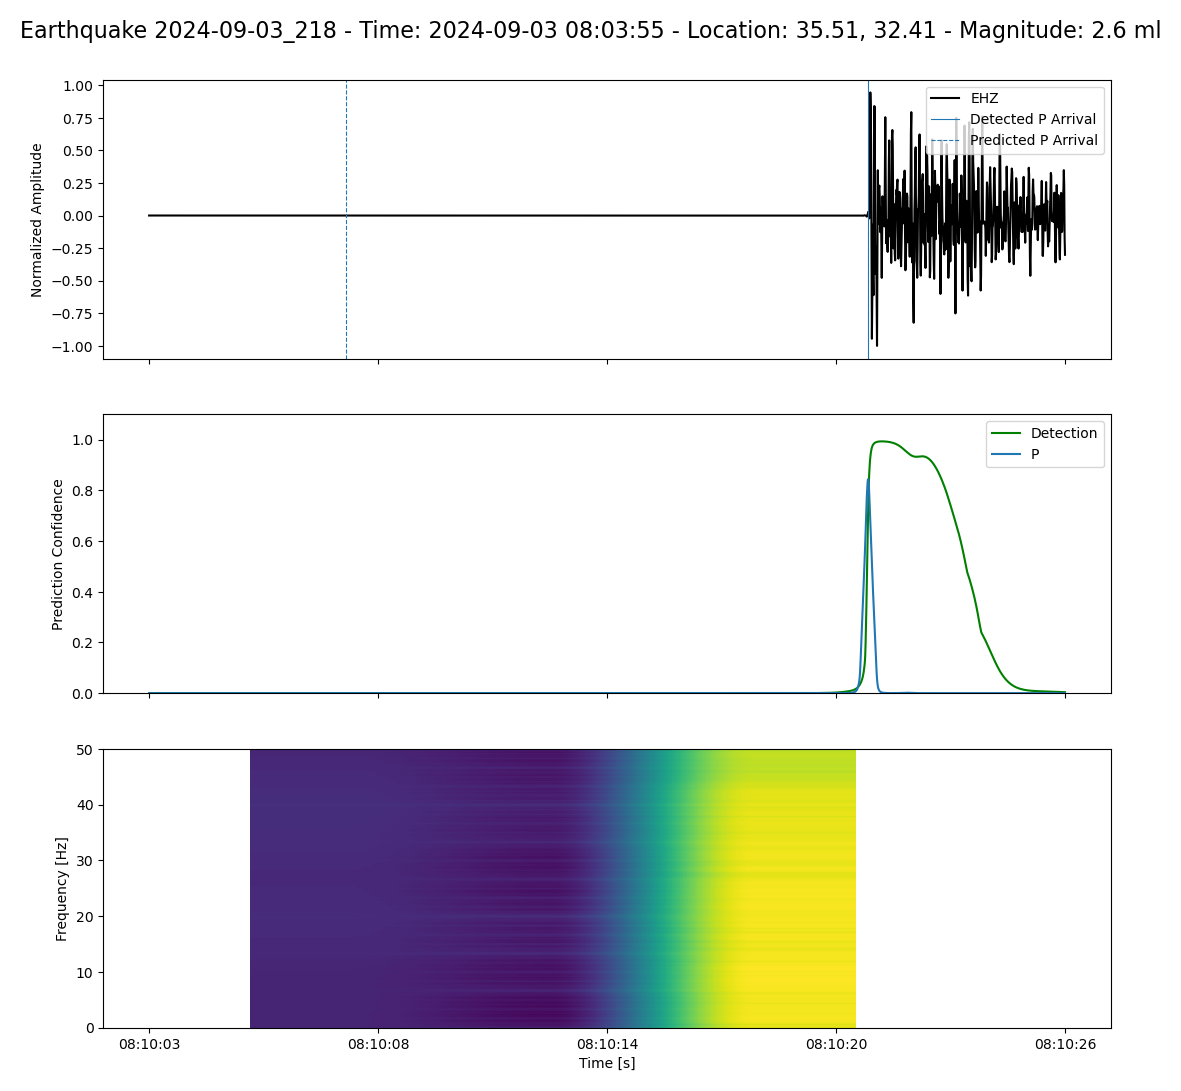 Earthquake 2024-09-03_218 - Time: 2024-09-03 08:03:55 - Location: 35.51, 32.41 - Magnitude: 2.6 ml
Normalized Amplitude
1.00
0.75
0.50
0.25
0.00
−0.25
−0.50
−0.75
−1.00
EHZ
Detected P Arrival
Predicted P Arrival
Prediction Confidence
1.0
0.8
0.6
0.4
0.2
0.0
Detection
P
Frequency [Hz]
50
40
30
20
10
0
08:10:03 08:10:08 08:10:14 08:10:20 08:10:26
Time [s]